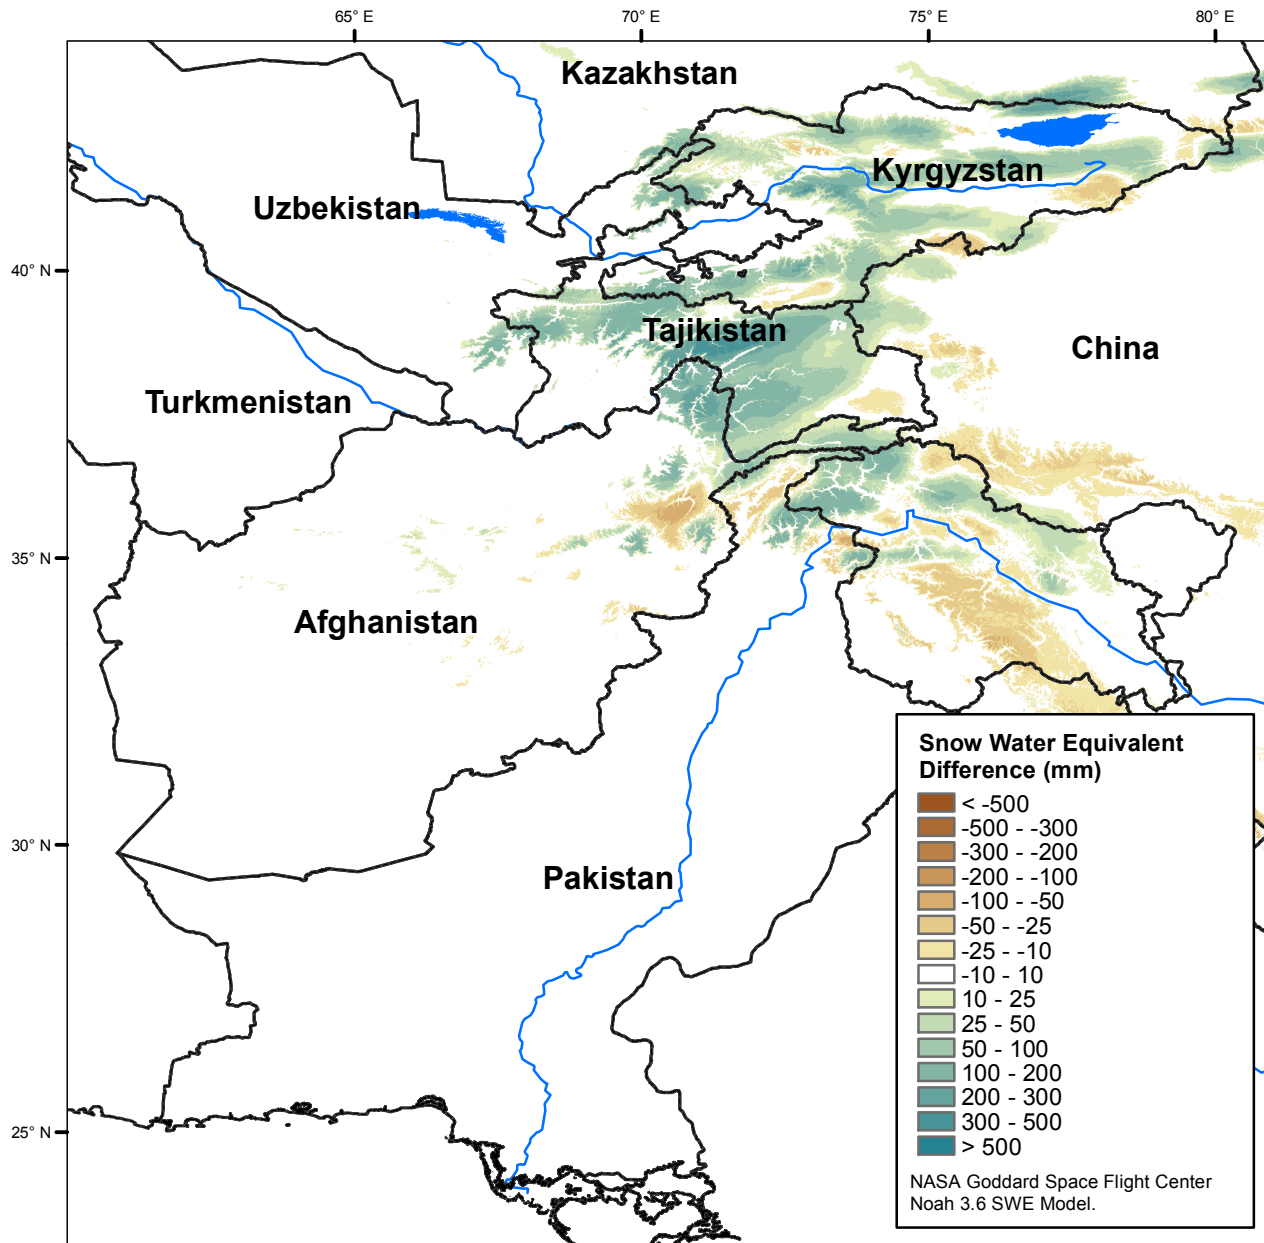 65° E
70° E
75° E
80° E
Kazakhstan
Kyrgyzstan
Uzbekistan
40° N
Tajikistan
China
Turkmenistan
35° N
Afghanistan
Snow Water Equivalent
Difference (mm)
< -500
-500 - -300
-300 - -200
-200 - -100
-100 - -50
-50 - -25
-25 - -10
-10 - 10
10 - 25
25 - 50
50 - 100
100 - 200
200 - 300
300 - 500
> 500
NASA Goddard Space Flight Center
Noah 3.6 SWE Model.
30° N
Pakistan
25° N